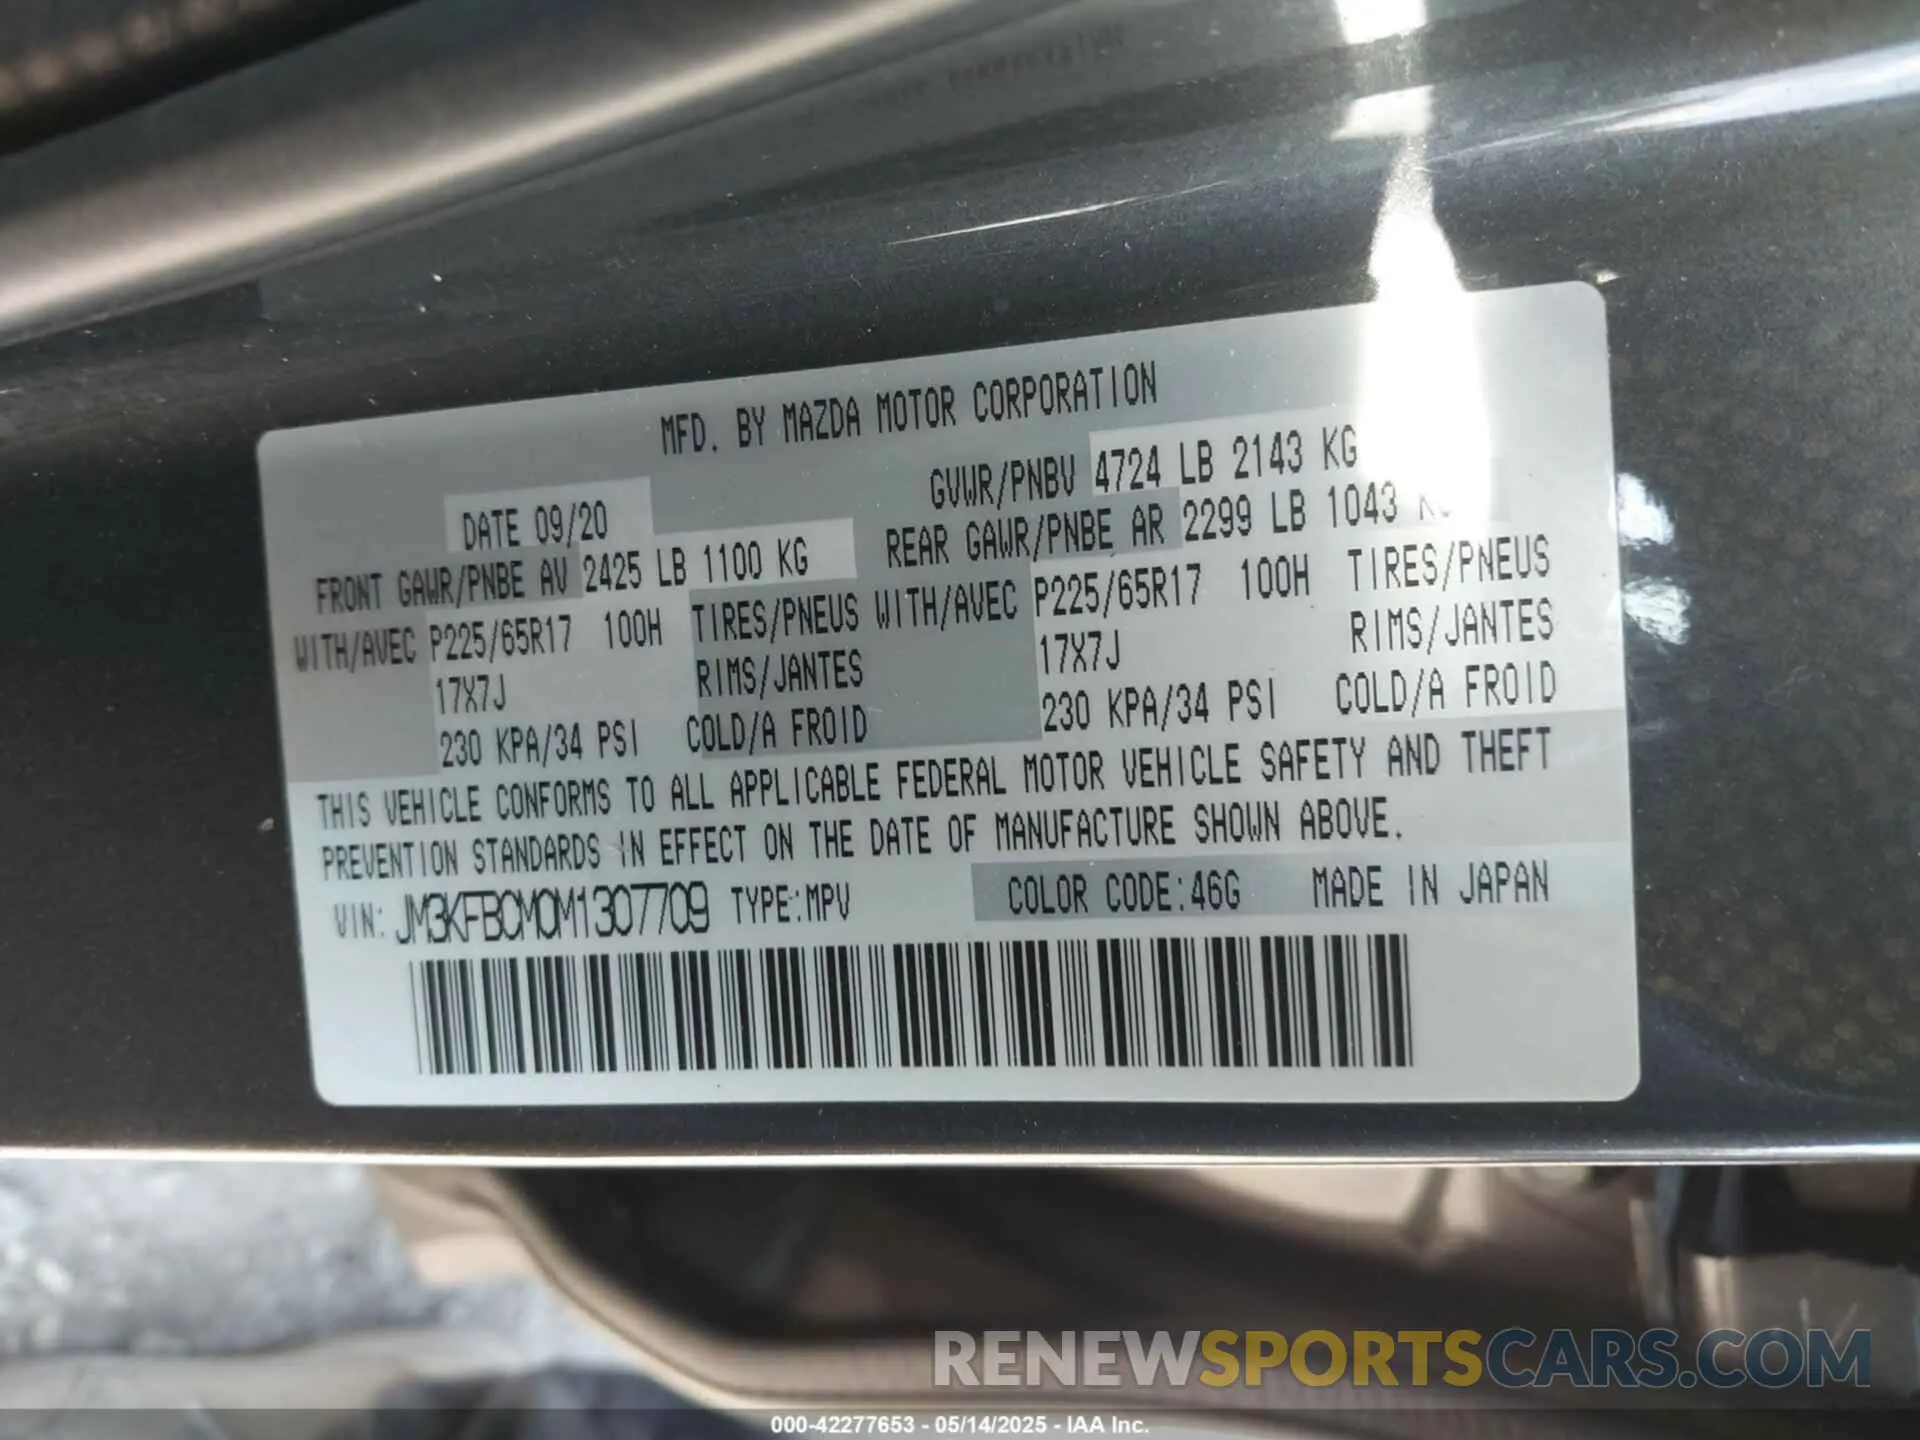 MFD. BY MAZDA MOTOR CORPORATION
DATE 09/20 GVWR/PNBV 4724 LB 2143 KG
FRONT GAWR/PNBE AV 2425 LB 1100 KG REAR GAWR/PNBE AR 2299 LB 1043
WITH/AVEC P225/65R17 100H TIRES/PNEUS WITH/AVEC P225/65R17 100H TIRES/PNEUS
17X7J RIMS/JANTES 17X7J RIMS/JANTES
230 KPA/34 PSI COLD/A FROID 230 KPA/34 PSI COLD/A FROID
THIS VEHICLE CONFORMS TO ALL APPLICABLE FEDERAL MOTOR VEHICLE SAFETY AND THEFT
PREVENTION STANDARDS IN EFFECT ON THE DATE OF MANUFACTURE SHOWN ABOVE.
VIN: JM3KFBCM0M1307709 TYPE:MPV COLOR CODE:46G MADE IN JAPAN
RENEWSPORTSCARS.COM
000-42277653 - 05/14/2025 - IAA Inc.